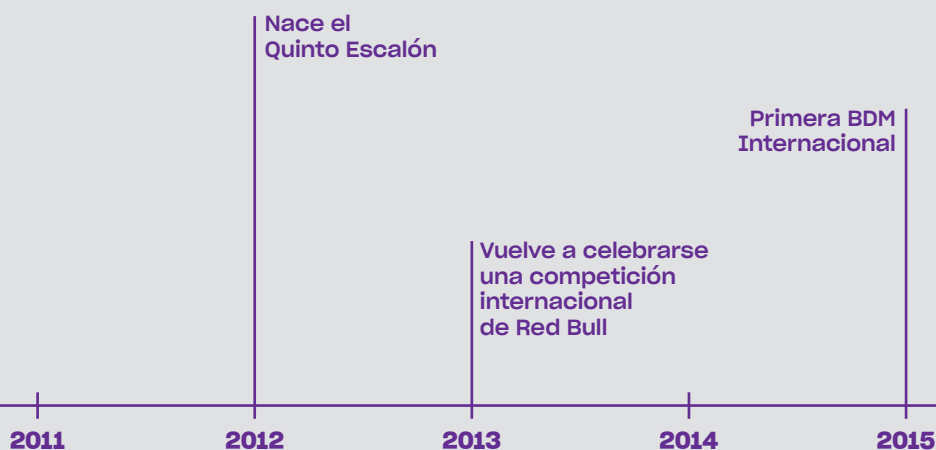 Nace el
Quinto Escalón
Primera BDM
Internacional
Vuelve a celebrarse
una competición
internacional
de Red Bull
2011
2012
2013
2014
2015